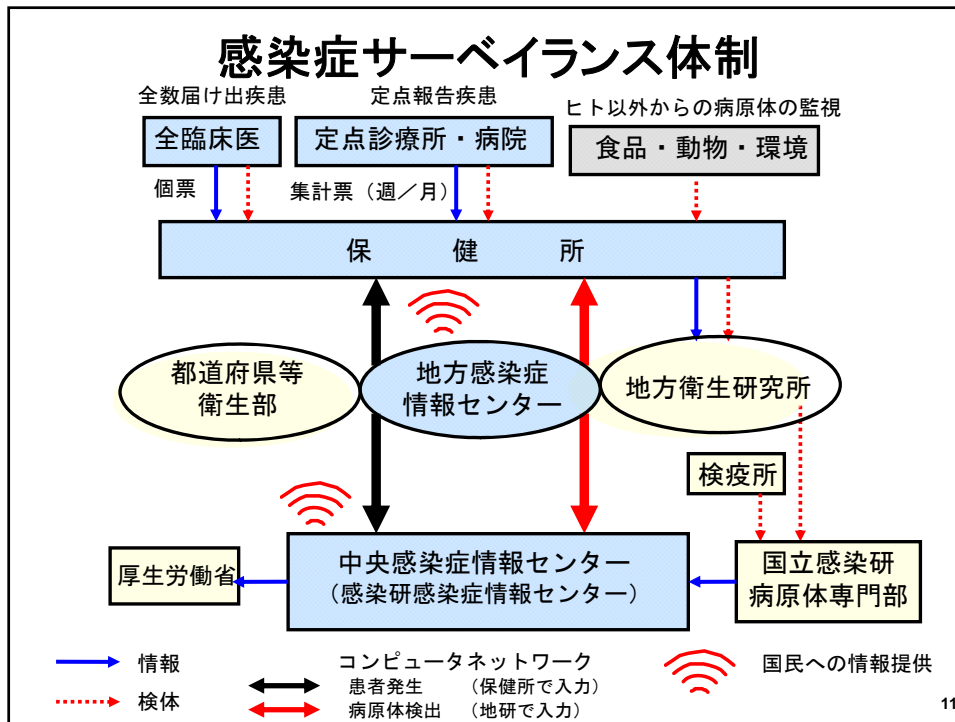 感染症サーベイランス体制
全数届け出疾患
定点報告疾患
ヒト以外からの病原体の監視
全臨床医
定点診療所・病院
食品・動物・環境
個票
集計票（週／月）
保健所
都道府県等
衛生部
地方感染症
情報センター
地方衛生研究所
検疫所
中央感染症情報センター
（感染研感染症情報センター）
厚生労働省
国立感染研
病原体専門部
情報
検体
コンピュータネットワーク
患者発生 （保健所で入力）
病原体検出 （地研で入力）
国民への情報提供
11